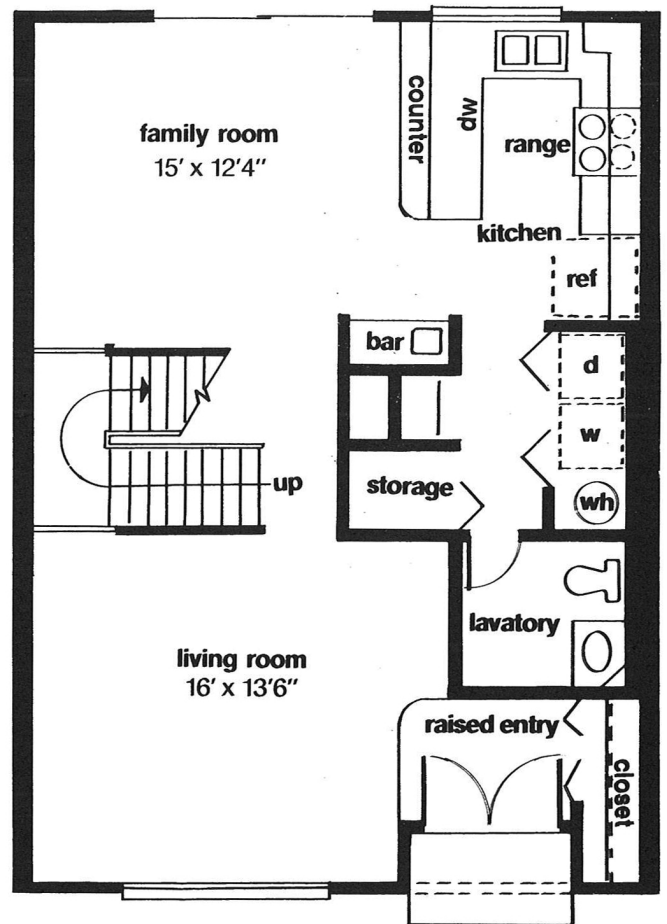 family room
15' x 12'4"
counter
dw
range
kitchen
ref
bar
d
w
wh
storage
up
lavatory
living room
16' x 13'6"
raised entry
closet